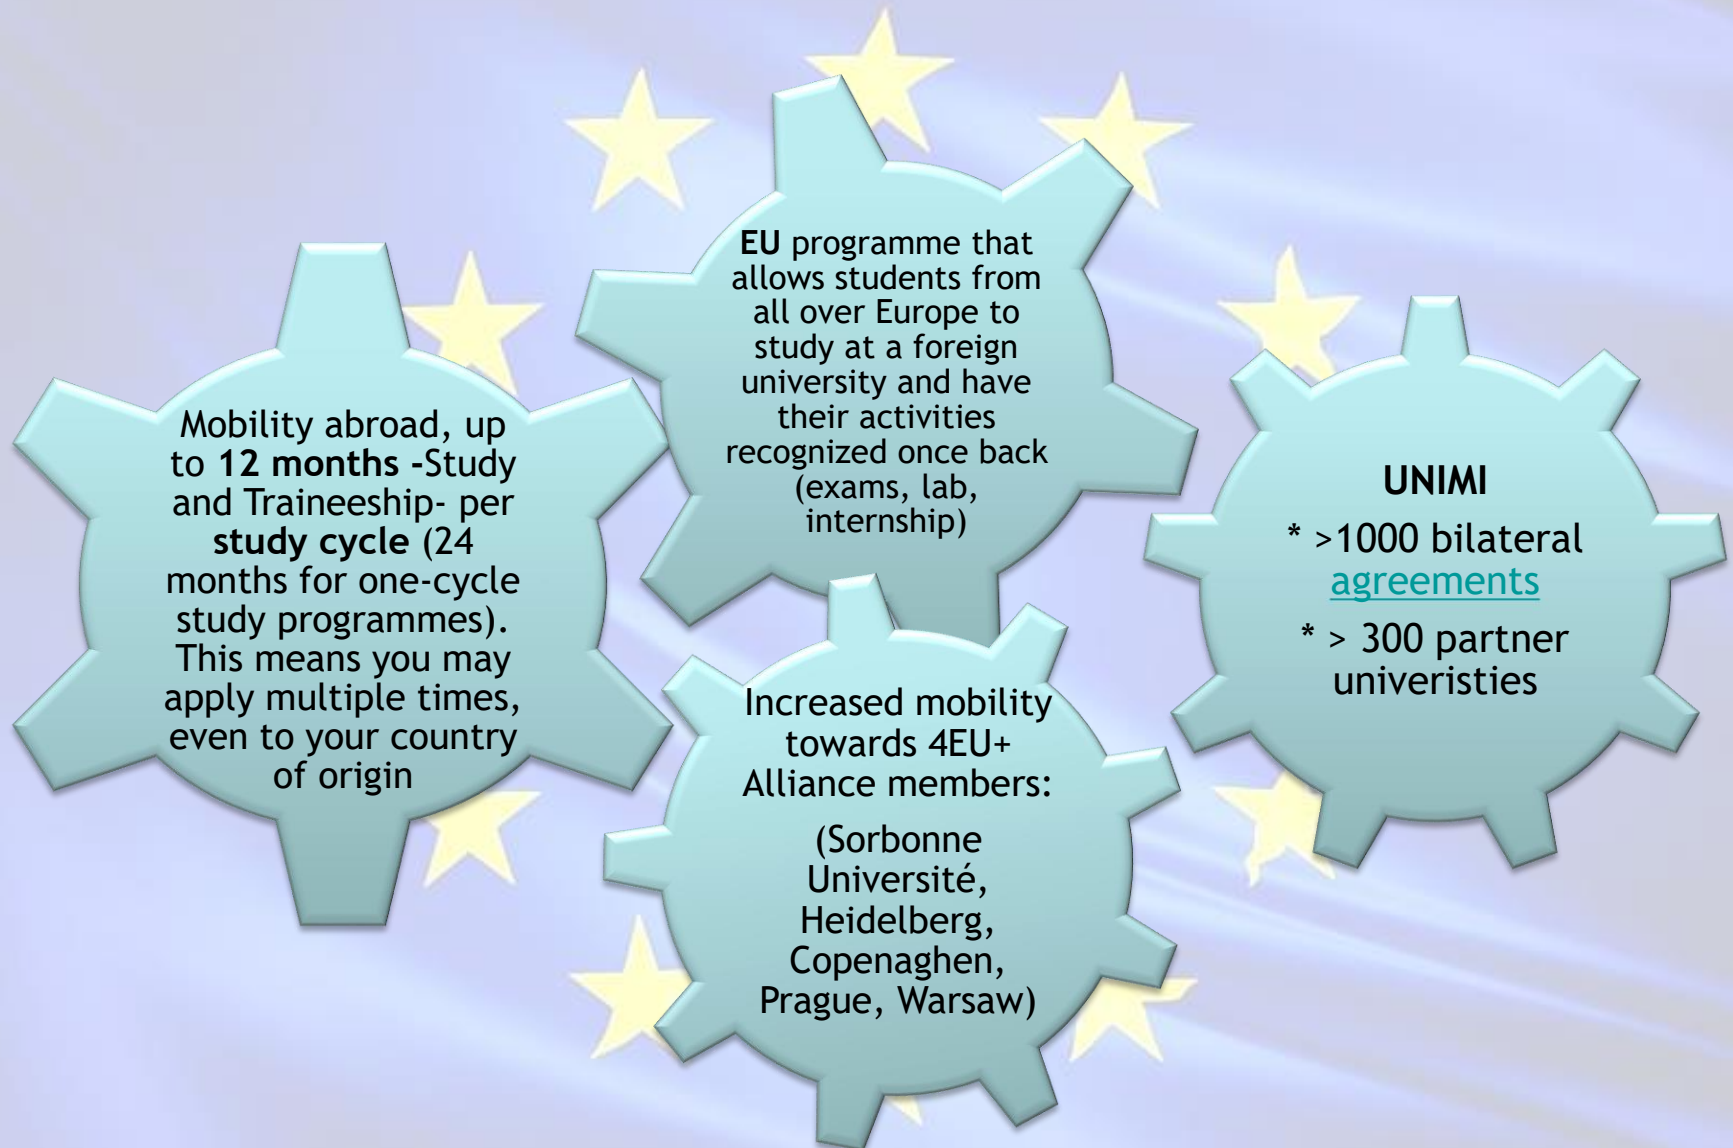 EU programme that
allows students from
all over Europe to
study at a foreign
university and have
their activities
recognized once back
(exams, lab,
internship)
Mobility abroad, up
to 12 months -Study
and Traineeship- per
study cycle (24
months for one-cycle
study programmes).
This means you may
apply multiple times,
even to your country
of origin
UNIMI
* >1000 bilateral
agreements
* > 300 partner
univeristies
Increased mobility
towards 4EU+
Alliance members:
(Sorbonne
Université,
Heidelberg,
Copenaghen,
Prague, Warsaw)